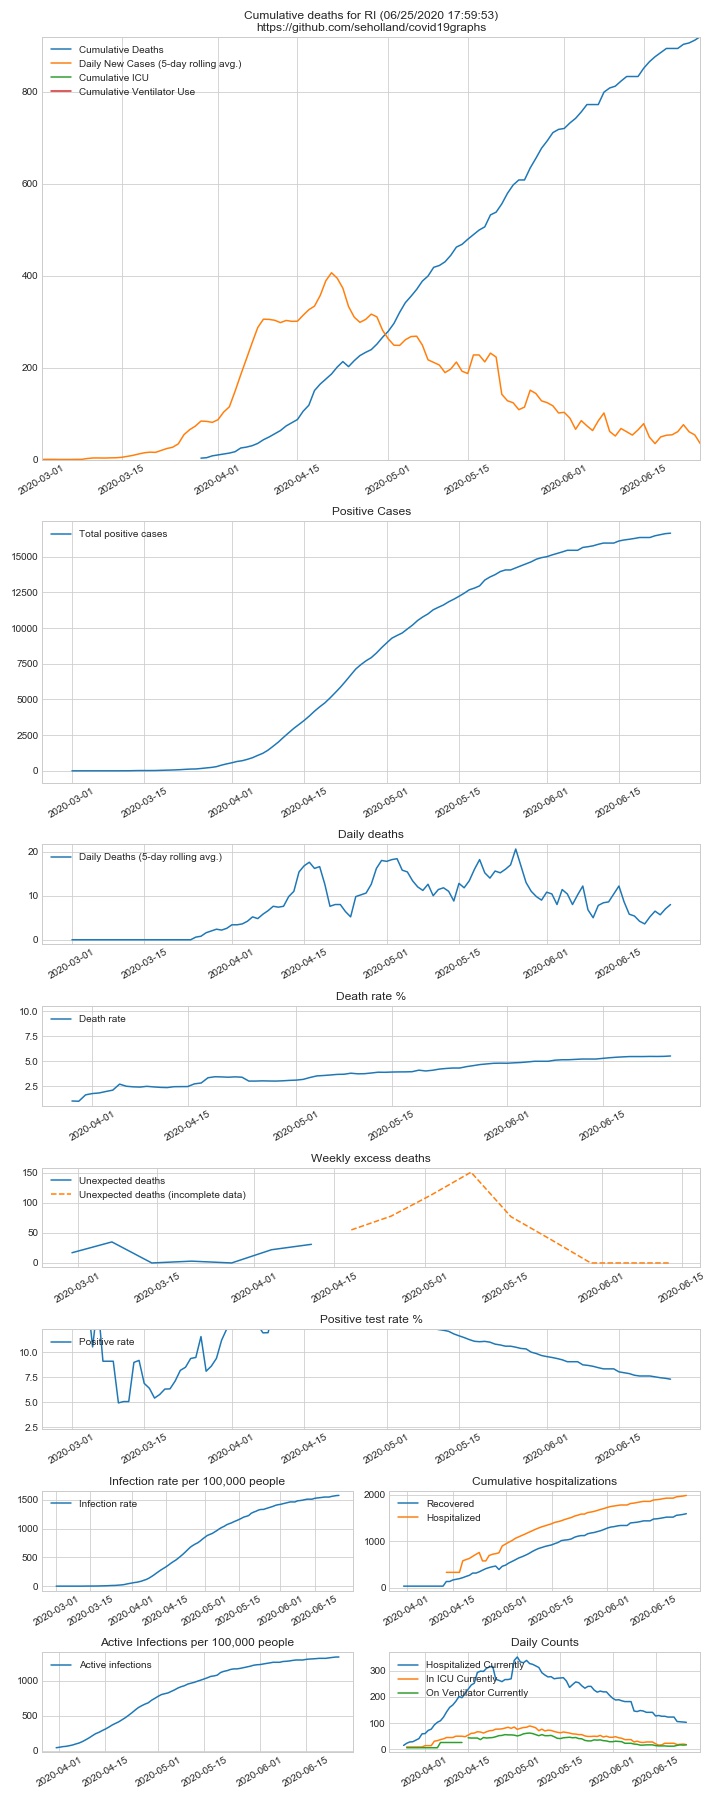 Cumulative deaths for RI (06/25/2020 17:59:53)
https://github.com/seholland/covid19graphs
Cumulative Deaths
Daily New Cases (5-day rolling avg.)
Cumulative ICU
Cumulative Ventilator Use
800
600
400
200
0
2020-03-01 2020-03-15 2020-04-01 2020-04-15 2020-05-01 2020-05-15 2020-06-01 2020-06-15
Positive Cases
Total positive cases
15000
12500
10000
7500
5000
2500
0
2020-03-01 2020-03-15 2020-04-01 2020-04-15 2020-05-01 2020-05-15 2020-06-01 2020-06-15
Daily deaths
Daily Deaths (5-day rolling avg.)
20
10
0
2020-03-01 2020-03-15 2020-04-01 2020-04-15 2020-05-01 2020-05-15 2020-06-01 2020-06-15
Death rate %
Death rate
10.0
7.5
5.0
2.5
2020-04-01 2020-04-15 2020-05-01 2020-05-15 2020-06-01 2020-06-15
Weekly excess deaths
Unexpected deaths
Unexpected deaths (incomplete data)
150
100
50
0
2020-03-01 2020-03-15 2020-04-01 2020-04-15 2020-05-01 2020-05-15 2020-06-01 2020-06-15
Positive test rate %
Positive rate
10.0
7.5
5.0
2.5
2020-03-01 2020-03-15 2020-04-01 2020-04-15 2020-05-01 2020-05-15 2020-06-01 2020-06-15
Infection rate per 100,000 people
Infection rate
1500
1000
500
0
2020-03-01 2020-03-15 2020-04-01 2020-04-15 2020-05-01 2020-05-15 2020-06-01 2020-06-15
Cumulative hospitalizations
Recovered
Hospitalized
2000
1000
0
2020-04-01 2020-04-15 2020-05-01 2020-05-15 2020-06-01 2020-06-15
Active Infections per 100,000 people
Active infections
1000
500
0
2020-04-01 2020-04-15 2020-05-01 2020-05-15 2020-06-01 2020-06-15
Daily Counts
Hospitalized Currently
In ICU Currently
On Ventilator Currently
300
200
100
0
2020-04-01 2020-04-15 2020-05-01 2020-05-15 2020-06-01 2020-06-15